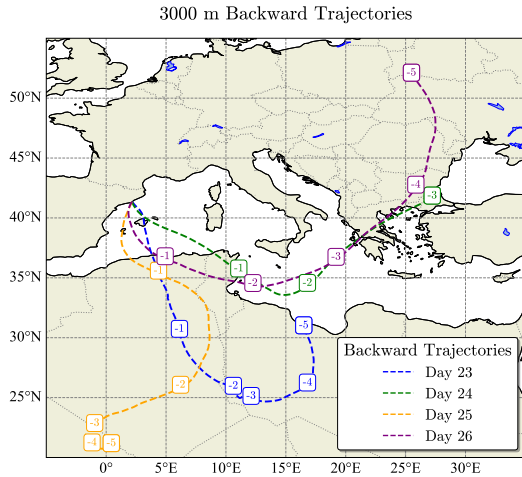 3000 m Backward Trajectories
-5
50°N
45°N
-4
-3
40°N
-1
-3
-1
-1
35°N
-2
-2
-1
-5
30°N
Backward Trajectories
Day 23
Day 24
Day 25
Day 26
-2
-2
-3
-4
25°N
-3
-4
-5
0°
5°E
10°E
15°E
20°E
25°E
30°E